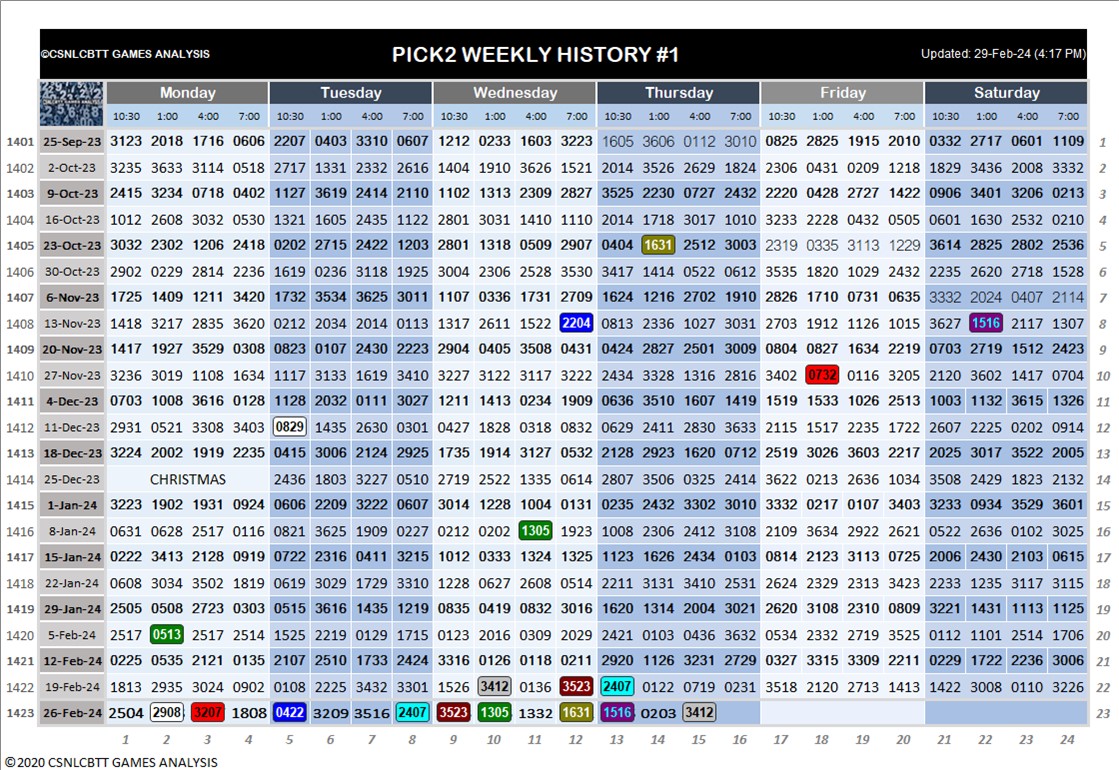 ©CSNLCBTT GAMES ANALYSIS PICK2 WEEKLY HISTORY #1 Updated: 29-Feb-24 (4:17 PM)
Monday Tuesday Wednesday Thursday Friday Saturday
10:30 1:00 4:00 7:00 10:30 1:00 4:00 7:00 10:30 1:00 4:00 7:00 10:30 1:00 4:00 7:00 10:30 1:00 4:00 7:00 10:30 1:00 4:00 7:00
1401 25-Sep-23 3123 2018 1716 0606 2207 0403 3310 0607 1212 0233 1603 3223 1605 3606 0112 3010 0825 2825 1915 2010 0332 2717 0601 1109 1
1402 2-Oct-23 3235 3633 3114 0518 2717 1331 2332 2616 1404 1910 3626 1521 2014 3526 2629 1824 2306 0431 0209 1218 1829 3436 2008 3332 2
1403 9-Oct-23 2415 3234 0718 0402 1127 3619 2414 2110 1102 1313 2309 2827 3525 2230 0727 2432 2220 0428 2727 1422 0906 3401 3206 0213 3
1404 16-Oct-23 1012 2608 3032 0530 1321 1605 2435 1122 2801 3031 1410 1110 2014 1718 3017 1010 3233 2228 0432 0505 0601 1630 2532 0210 4
1405 23-Oct-23 3032 2302 1206 2418 0202 2715 2422 1203 2801 1318 0509 2907 0404 1631 2512 3003 2319 0335 3113 1229 3614 2825 2802 2536 5
1406 30-Oct-23 2902 0229 2814 2236 1619 0236 3118 1925 3004 2306 2528 3530 3417 1414 0522 0612 3535 1820 1029 2432 2235 2620 2718 1528 6
1407 6-Nov-23 1725 1409 1211 3420 1732 3534 3625 3011 1107 0336 1731 2709 1624 1216 2702 1910 2826 1710 0731 0635 3332 2024 0407 2114 7
1408 13-Nov-23 1418 3217 2835 3620 0212 2034 2014 0113 1317 2611 1522 2204 0813 2336 1027 3031 2703 1912 1126 1015 3627 1516 2117 1307 8
1409 20-Nov-23 1417 1927 3529 0308 0823 0107 2430 2223 2904 0405 3508 0431 0424 2827 2501 3009 0804 0827 1634 2219 0703 2719 1512 2423 9
1410 27-Nov-23 3236 3019 1108 1634 1117 3133 1619 3410 3227 3122 3117 3222 2434 3328 1316 2816 3402 0732 0116 3205 2120 3602 1417 0704 10
1411 4-Dec-23 0703 1008 3616 0128 1128 2032 0111 3027 1211 1413 0234 1909 0636 3510 1607 1419 1519 1533 1026 2513 1003 1132 3615 1326 11
1412 11-Dec-23 2931 0521 3308 3403 0829 1435 2630 0301 0427 1828 0318 0832 0629 2411 2830 3633 2115 1517 2235 1722 2607 2225 0202 0914 12
1413 18-Dec-23 3224 2002 1919 2235 0415 3006 2124 2925 1735 1914 3127 0532 2128 2923 1620 0712 2519 3026 3603 2217 2025 3017 3522 2005 13
1414 25-Dec-23 CHRISTMAS 2436 1803 3227 0510 2719 2522 1335 0614 2807 3506 0325 2414 3622 0213 2636 1034 3508 2429 1823 2132 14
1415 1-Jan-24 3223 1902 1931 0924 0606 2209 3222 0607 3014 1228 1004 0131 0235 2432 3302 3010 3332 0217 0107 3403 3233 0934 3529 3601 15
1416 8-Jan-24 0631 0628 2517 0116 0821 3625 1909 0227 0212 0202 1305 1923 1008 2306 2412 3108 2109 3634 2922 2621 0522 2636 0102 3025 16
1417 15-Jan-24 0222 3413 2128 0919 0722 2316 0411 3215 1012 0333 1324 1325 1123 1626 2434 0103 0814 2123 3113 0725 2006 2430 2103 0615 17
1418 22-Jan-24 0608 3034 3502 1819 0619 3029 1729 3310 1228 0627 2608 0514 2211 3131 3410 2531 2624 2329 2313 3423 2233 1235 3117 3115 18
1419 29-Jan-24 2505 0508 2723 0303 0515 3616 1435 1219 0835 0419 0832 3016 1620 1314 2004 3021 2620 3108 2310 0809 3221 1431 1113 1125 19
1420 5-Feb-24 2517 0513 2517 2514 1525 2219 0129 1715 0123 2016 0309 2029 2421 0103 0436 3632 0534 2332 2719 3525 0112 1101 2514 1706 20
1421 12-Feb-24 0225 0535 2121 0135 2107 2510 1733 2424 3316 0126 0118 0211 2920 1126 3231 2729 0327 3315 3309 2211 0229 1722 2236 3006 21
1422 19-Feb-24 1813 2935 3024 0902 0108 2225 3432 3301 1526 3412 0136 3523 2407 0122 0719 0231 3518 2120 2713 1413 1422 3008 0110 3226 22
1423 26-Feb-24 2504 2908 3207 1808 0422 3209 3516 2407 3523 1305 1332 1631 1516 0203 3412 23
1 2 3 4 5 6 7 8 9 10 11 12 13 14 15 16 17 18 19 20 21 22 23 24
©2020 CSNLCBTT GAMES ANALYSIS